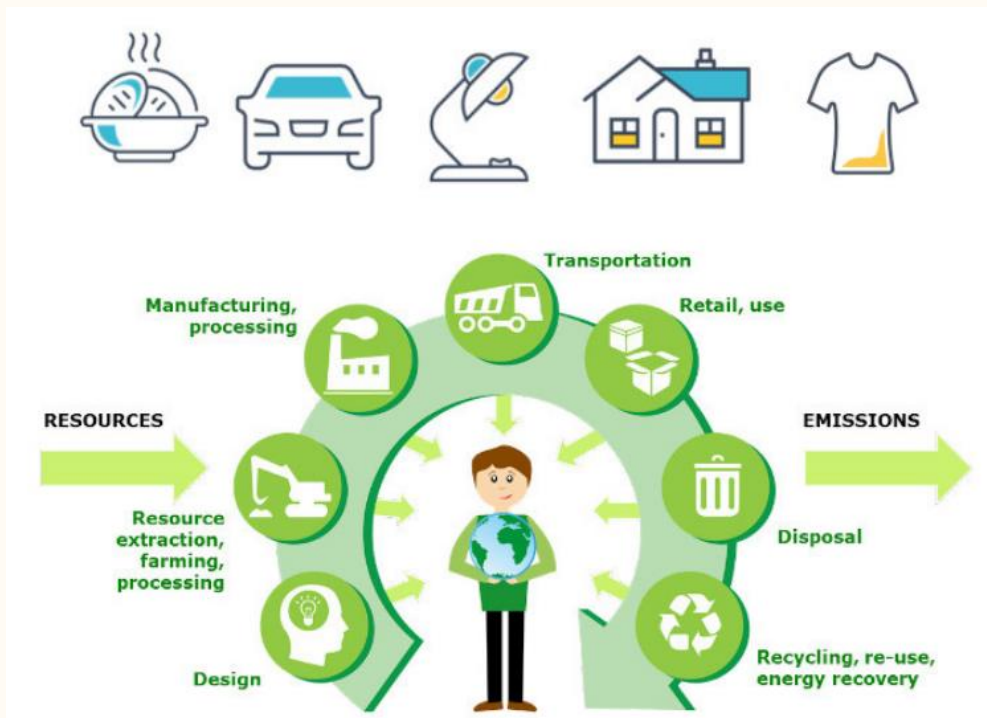 Transportation
Manufacturing,
processing
Retail, use
RESOURCES
EMISSIONS
Resource
extraction,
farming,
processing
Disposal
Design
Recycling, re-use,
energy recovery